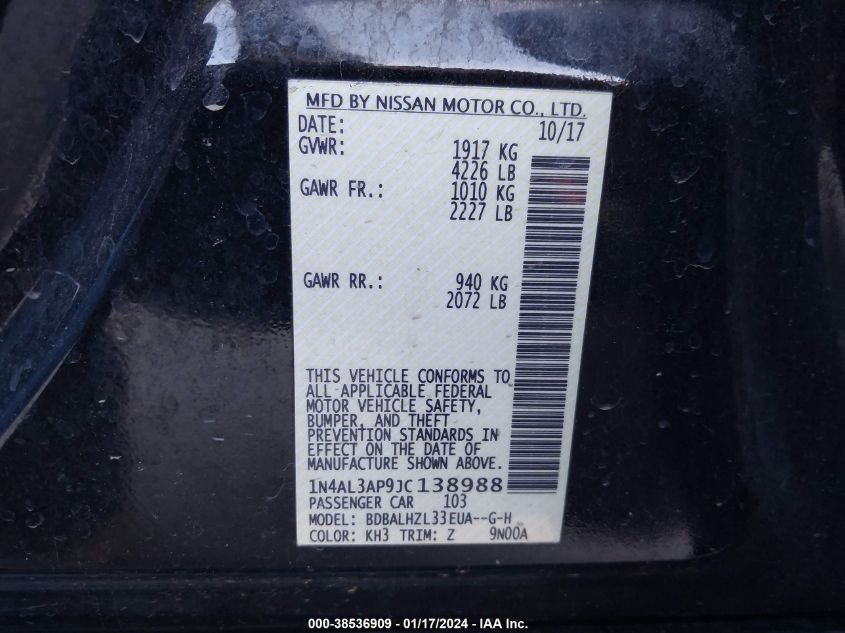 MFD BY NISSAN MOTOR CO., LTD.
DATE: 10/17
GVWR: 1917 KG
4226 LB
GAWR FR.: 1010 KG
2227 LB
GAWR RR.: 940 KG
2072 LB
THIS VEHICLE CONFORMS TO
ALL APPLICABLE FEDERAL
MOTOR VEHICLE SAFETY,
BUMPER, AND THEFT
PREVENTION STANDARDS IN
EFFECT ON THE DATE OF
MANUFACTURE SHOWN ABOVE.
1N4AL3AP9JC138988
PASSENGER CAR 103
MODEL: BDBALHZL33EUA--G-H
COLOR: KH3 TRIM: Z 9N00A
000-38536909 - 01/17/2024 - IAA Inc.